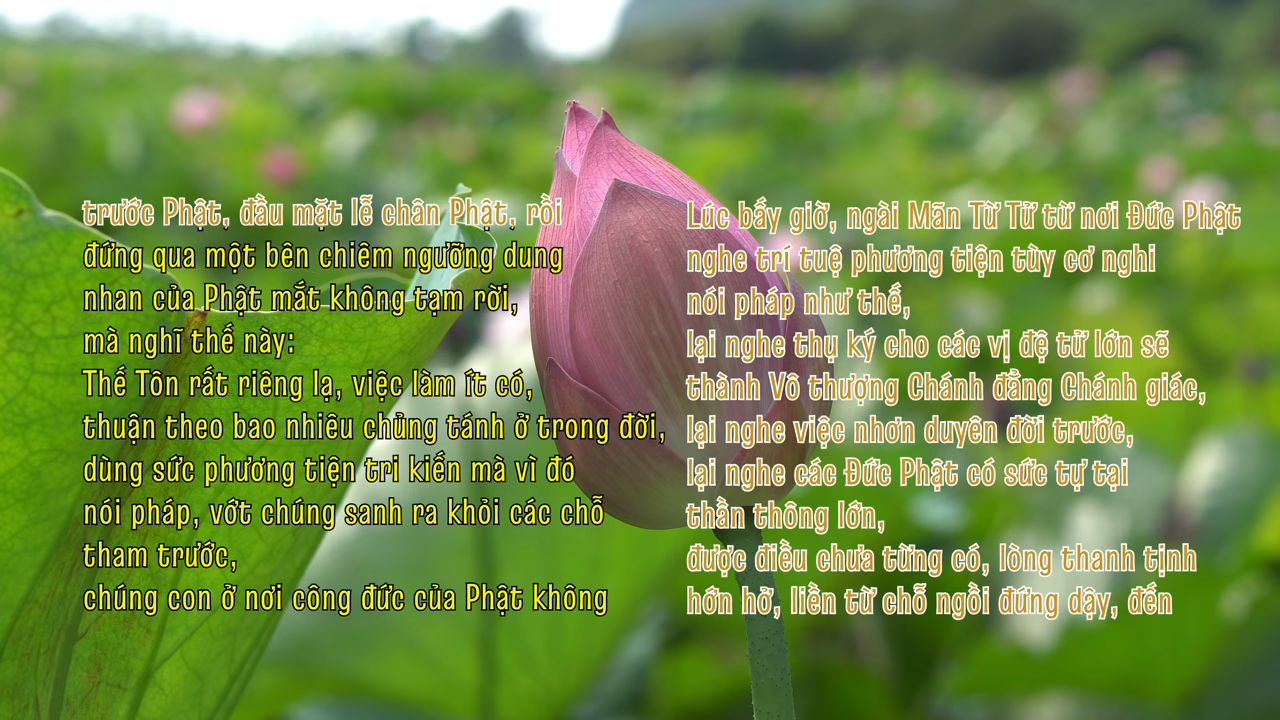 trước Phật, đầu mặt lễ chân Phật, rồi
đứng qua một bên chiêm ngưỡng dung
nhan của Phật mắt không tạm rời,
mà nghĩ thế này:
Thế Tôn rất riêng lạ, việc làm ít có,
thuận theo bao nhiêu chủng tánh ở trong đời,
dùng sức phương tiện tri kiến mà vì đó
nói pháp, vớt chúng sanh ra khỏi các chỗ
tham trước,
chúng con ở nơi công đức của Phật không
Lúc bấy giờ, ngài Mãn Từ Tử từ nơi Đức Phật
nghe trí tuệ phương tiện tùy cơ nghi
nói pháp như thế,
lại nghe thụ ký cho các vị đệ tử lớn sẽ
thành Vô thượng Chánh đẳng Chánh giác,
lại nghe việc nhơn duyên đời trước,
lại nghe các Đức Phật có sức tự tại
thần thông lớn,
được điều chưa từng có, lòng thanh tịnh
hớn hở, liền từ chỗ ngồi đứng dậy, đến